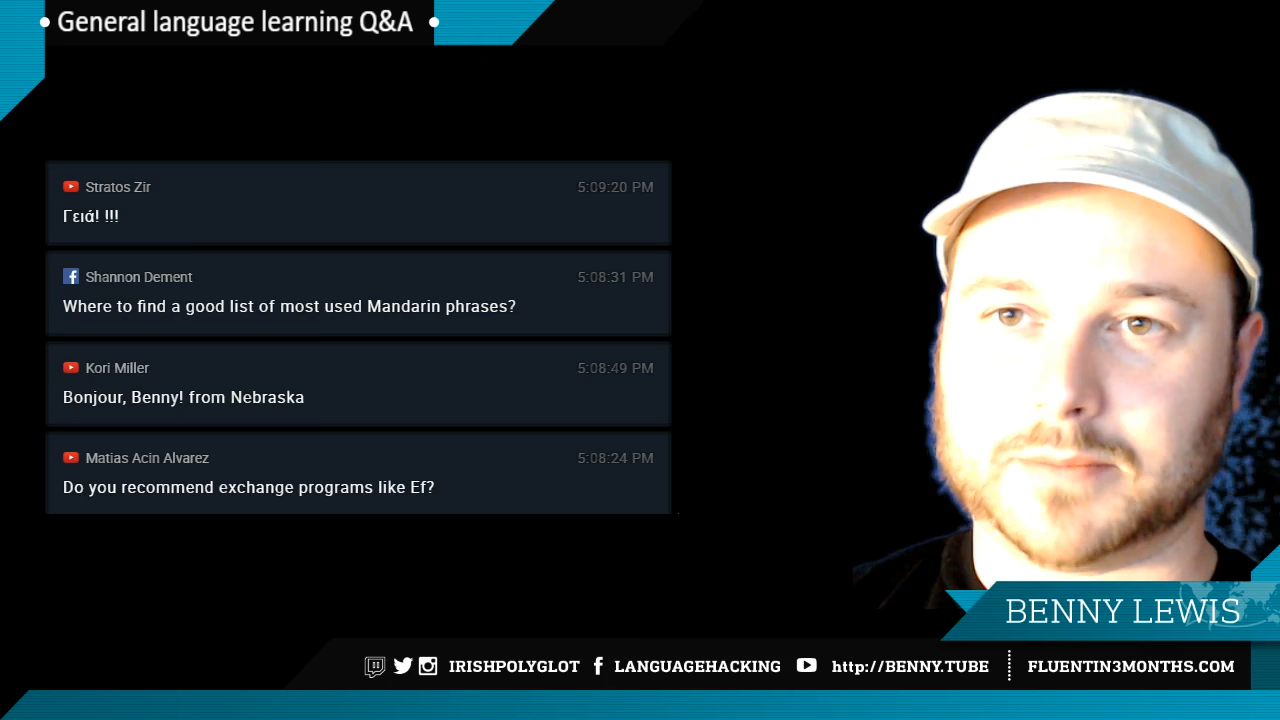 General language learning Q&A
Stratos Zir 5:09:20 PM
Γειά! !!!
Shannon Dement 5:08:31 PM
Where to find a good list of most used Mandarin phrases?
Kori Miller 5:08:49 PM
Bonjour, Benny! from Nebraska
Matias Acin Alvarez 5:08:24 PM
Do you recommend exchange programs like Ef?
BENNY LEWIS
IRISHPOLYGLOT LANGUAGEHACKING http://BENNY.TUBE FLUENTIN3MONTHS.COM